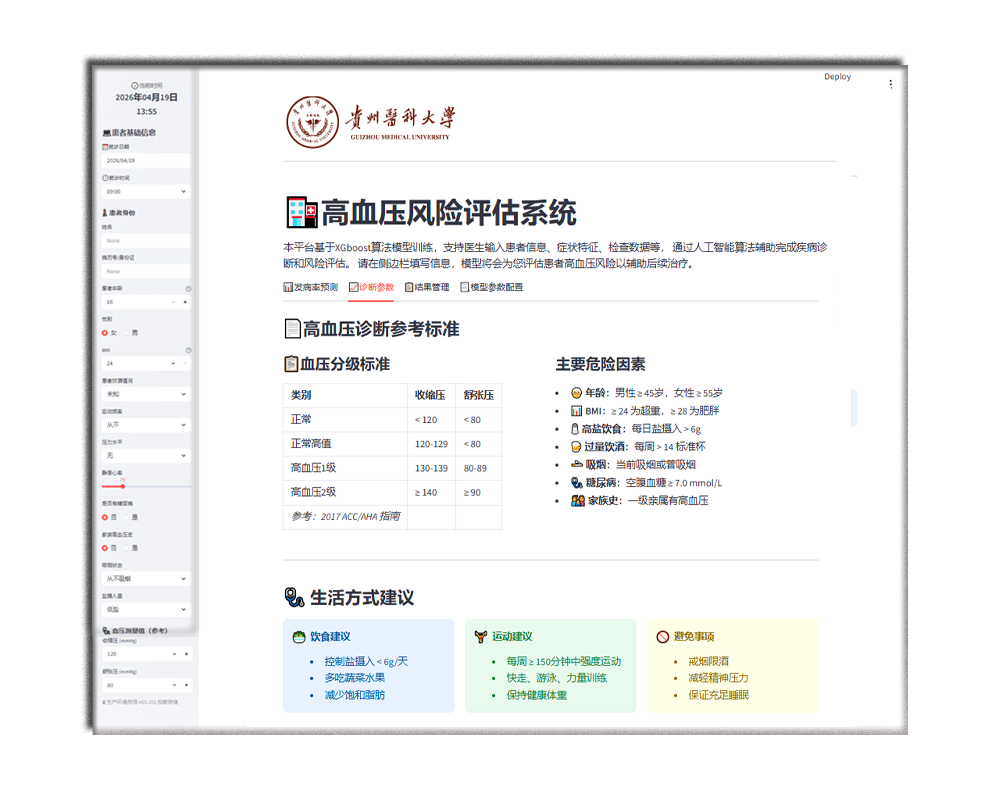 当前时间
2026年04月19日
13:55
患者基础信息
就诊日期
2026/04/19
就诊时间
09:00
患者身份
姓名
None
病历号/身份证
None
患者年龄
18
性别
女 男
BMI
24
患者饮酒情况
未知
运动频率
从不
压力水平
无
静息心率
75
是否有糖尿病
否 是
家族高血压史
否 是
吸烟状态
从不吸烟
盐摄入量
低盐
血压测量值（参考）
收缩压 (mmHg)
120
舒张压 (mmHg)
80
生产环境启用 AES-256 加密存储
Deploy
貴州醫科大學
GUIZHOU MEDICAL UNIVERSITY
高血压风险评估系统
本平台基于XGboost算法模型训练，支持医生输入患者信息、症状特征、检查数据等， 通过人工智能算法辅助完成疾病诊
断和风险评估。 请在侧边栏填写信息，模型将会为您评估患者高血压风险以辅助后续治疗。
发病率预测 诊断参数 结果管理 模型参数配置
高血压诊断参考标准
血压分级标准
类别 收缩压 舒张压
正常 < 120 < 80
正常高值 120-129 < 80
高血压1级 130-139 80-89
高血压2级 ≥ 140 ≥ 90
参考：2017 ACC/AHA 指南
主要危险因素
年龄：男性 ≥ 45岁，女性 ≥ 55岁
BMI：≥ 24 为超重，≥ 28 为肥胖
高盐饮食：每日盐摄入 > 6g
过量饮酒：每周 > 14 标准杯
吸烟：当前吸烟或曾吸烟
糖尿病：空腹血糖 ≥ 7.0 mmol/L
家族史：一级亲属有高血压
生活方式建议
饮食建议
控制盐摄入 < 6g/天
多吃蔬菜水果
减少饱和脂肪
运动建议
每周 ≥ 150分钟中强度运动
快走、游泳、力量训练
保持健康体重
避免事项
戒烟限酒
减轻精神压力
保证充足睡眠